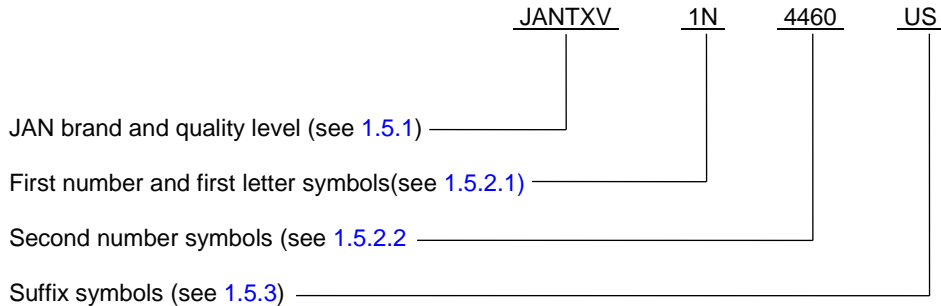 JANTXV 1N 4460 US
JAN brand and quality level (see 1.5.1)
First number and first letter symbols(see 1.5.2.1)
Second number symbols (see 1.5.2.2
Suffix symbols (see 1.5.3)